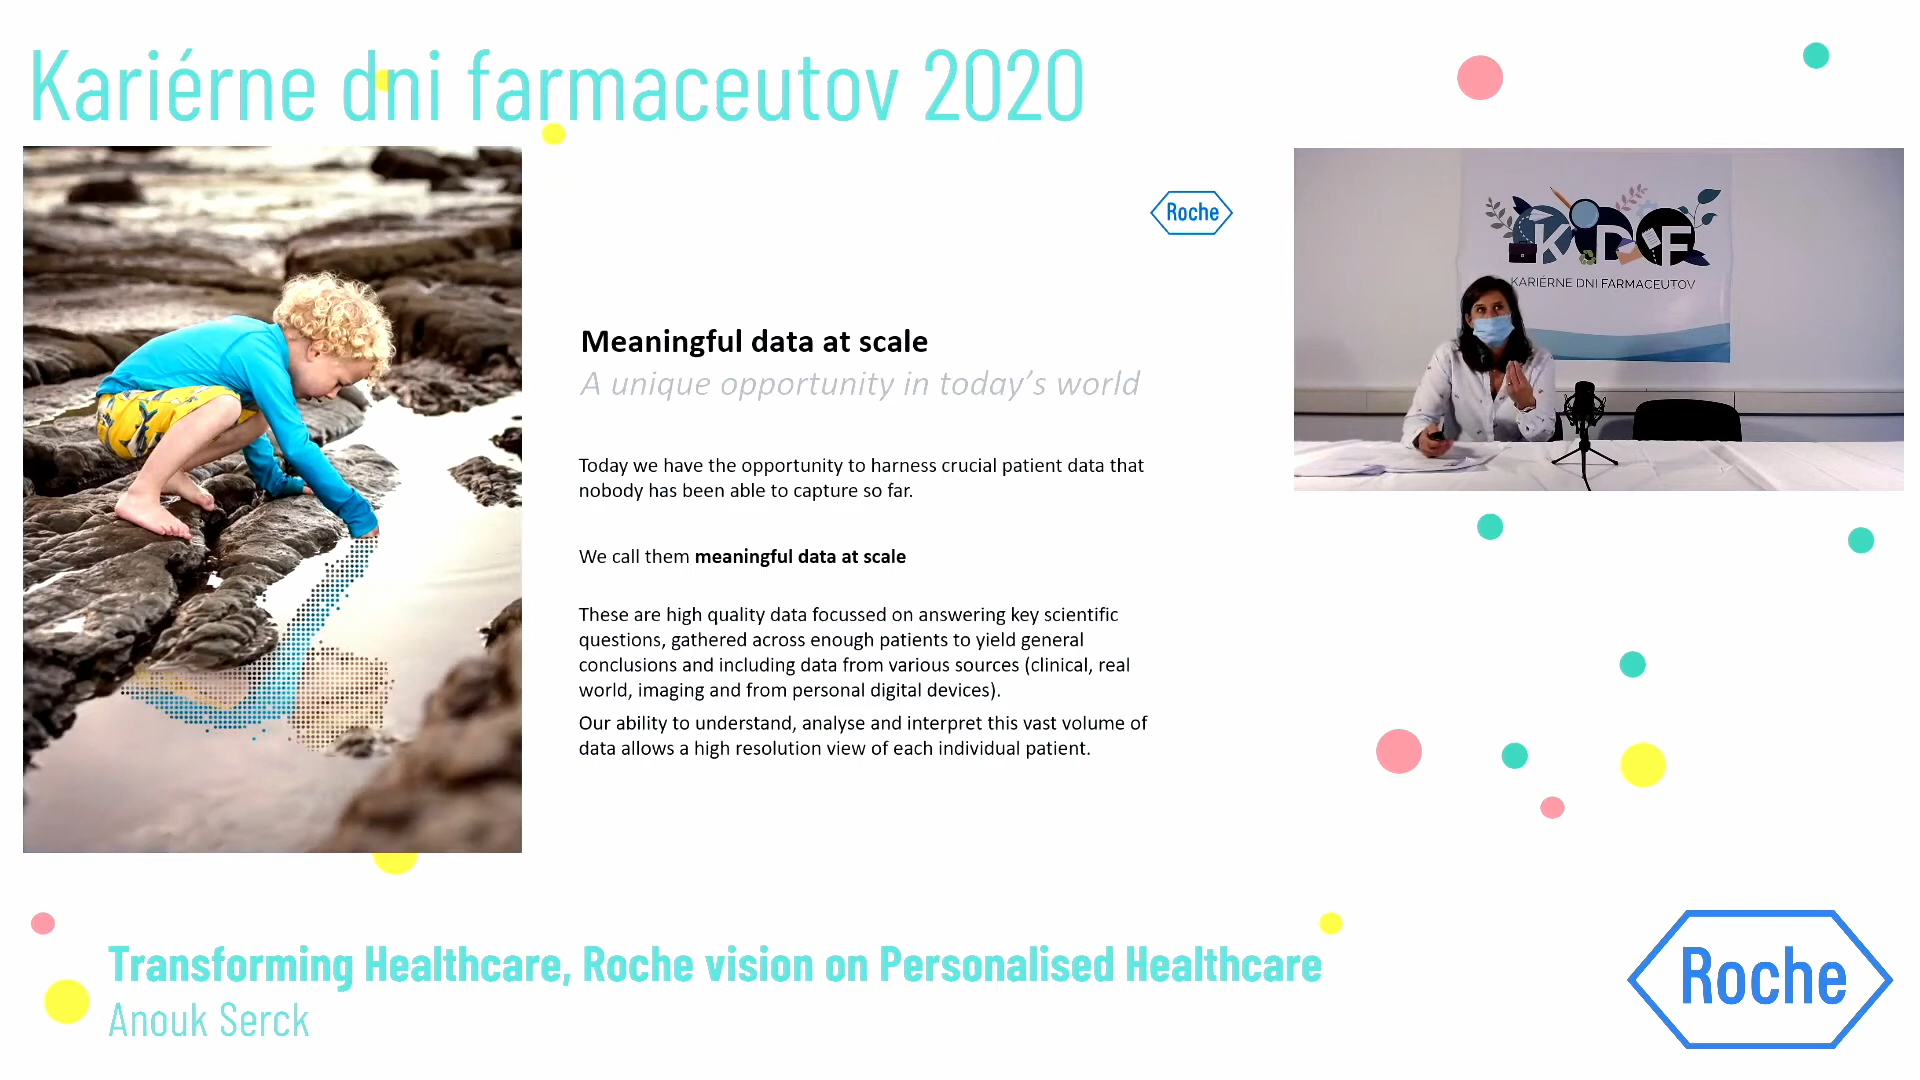 Kariérne dni farmaceutov 2020
Roche
Meaningful data at scale
A unique opportunity in today’s world
Today we have the opportunity to harness crucial patient data that
nobody has been able to capture so far.
We call them meaningful data at scale
These are high quality data focussed on answering key scientific
questions, gathered across enough patients to yield general
conclusions and including data from various sources (clinical, real
world, imaging and from personal digital devices).
Our ability to understand, analyse and interpret this vast volume of
data allows a high resolution view of each individual patient.
KDF
KARIÉRNE DNI FARMACEUTOV
Transforming Healthcare, Roche vision on Personalised Healthcare
Anouk Serck
Roche